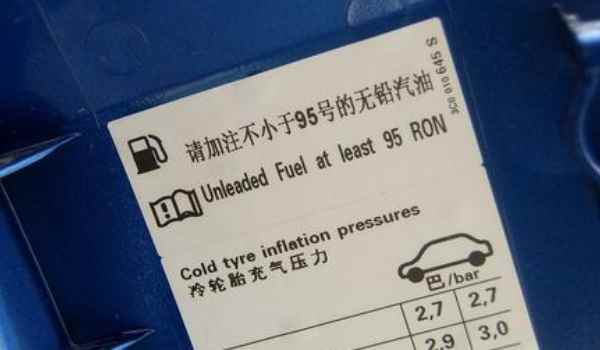 3C0 010 645 S
请加注不小于95号的无铅汽油
Unleaded Fuel at least 95 RON
Cold tyre inflation pressures
冷轮胎充气压力
巴/bar
2,7 2,7
2,9 3,0